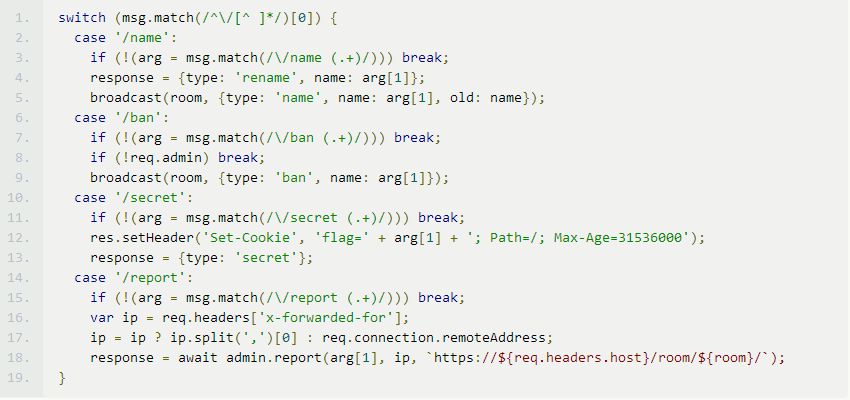 1. switch (msg.match(/^\/[^ ]*/)[0]) {
2. case '/name':
3. if (!(arg = msg.match(/\/name (.+)/))) break;
4. response = {type: 'rename', name: arg[1]};
5. broadcast(room, {type: 'name', name: arg[1], old: name});
6. case '/ban':
7. if (!(arg = msg.match(/\/ban (.+)/))) break;
8. if (!req.admin) break;
9. broadcast(room, {type: 'ban', name: arg[1]});
10. case '/secret':
11. if (!(arg = msg.match(/\/secret (.+)/))) break;
12. res.setHeader('Set-Cookie', 'flag=' + arg[1] + '; Path=/; Max-Age=31536000');
13. response = {type: 'secret'};
14. case '/report':
15. if (!(arg = msg.match(/\/report (.+)/))) break;
16. var ip = req.headers['x-forwarded-for'];
17. ip = ip ? ip.split(',')[0] : req.connection.remoteAddress;
18. response = await admin.report(arg[1], ip, `https://${req.headers.host}/room/${room}/`);
19. }